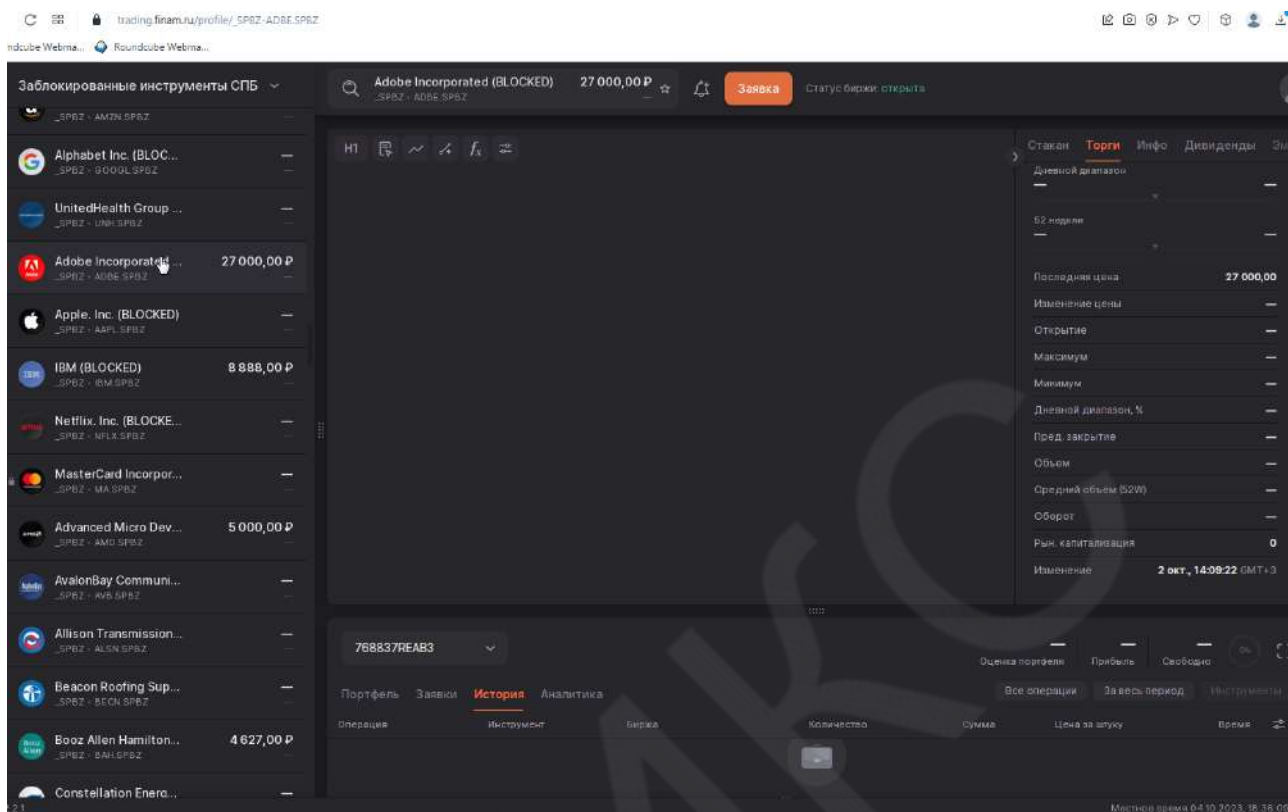 trading.finam.ru/profile/_SPBZ-ADBE.SPBZ
ndcube Webma... Roundcube Webma...
Заблокированные инструменты СПБ
Adobe Incorporated (BLOCKED) 27 000,00 ₽
_SPBZ - ADBE.SPBZ —
Заявка
Статус биржи: открыта
_SPBZ - AMZN.SPBZ —
Alphabet Inc. (BLOC... —
_SPBZ - GOOGL.SPBZ —
UnitedHealth Group ... —
_SPBZ - UNH.SPBZ —
Adobe Incorporated ... 27 000,00 ₽
_SPBZ - ADBE.SPBZ —
Apple. Inc. (BLOCKED) —
_SPBZ - AAPL.SPBZ —
IBM (BLOCKED) 8 888,00 ₽
_SPBZ - IBM.SPBZ —
Netflix. Inc. (BLOCKE... —
_SPBZ - NFLX.SPBZ —
MasterCard Incorpor... —
_SPBZ - MA.SPBZ —
Advanced Micro Dev... 5 000,00 ₽
_SPBZ - AMD.SPBZ —
AvalonBay Communi... —
_SPBZ - AVB.SPBZ —
Allison Transmission... —
_SPBZ - ALSN.SPBZ —
Beacon Roofing Sup... —
_SPBZ - BECN.SPBZ —
Booz Allen Hamilton... 4 627,00 ₽
_SPBZ - BAH.SPBZ —
Constellation Energ... —
H1
Стакан Торги Инфо Дивиденды Эм
Дневной диапазон
— —
52 недели
— —
Последняя цена 27 000,00
Изменение цены —
Открытие —
Максимум —
Минимум —
Дневной диапазон, % —
Пред. закрытие —
Объем —
Средний объем (52W) —
Оборот —
Рын. капитализация 0
Изменение 2 окт., 14:09:22 GMT+3
768837REAB3
— — — 0%
Оценка портфеля Прибыль Свободно
Портфель Заявки История Аналитика
Все операции За весь период Инструменты
Операция Инструмент Биржа Количество Сумма Цена за штуку Время
2.1
Местное время 04.10.2023, 18:36:0
МКС